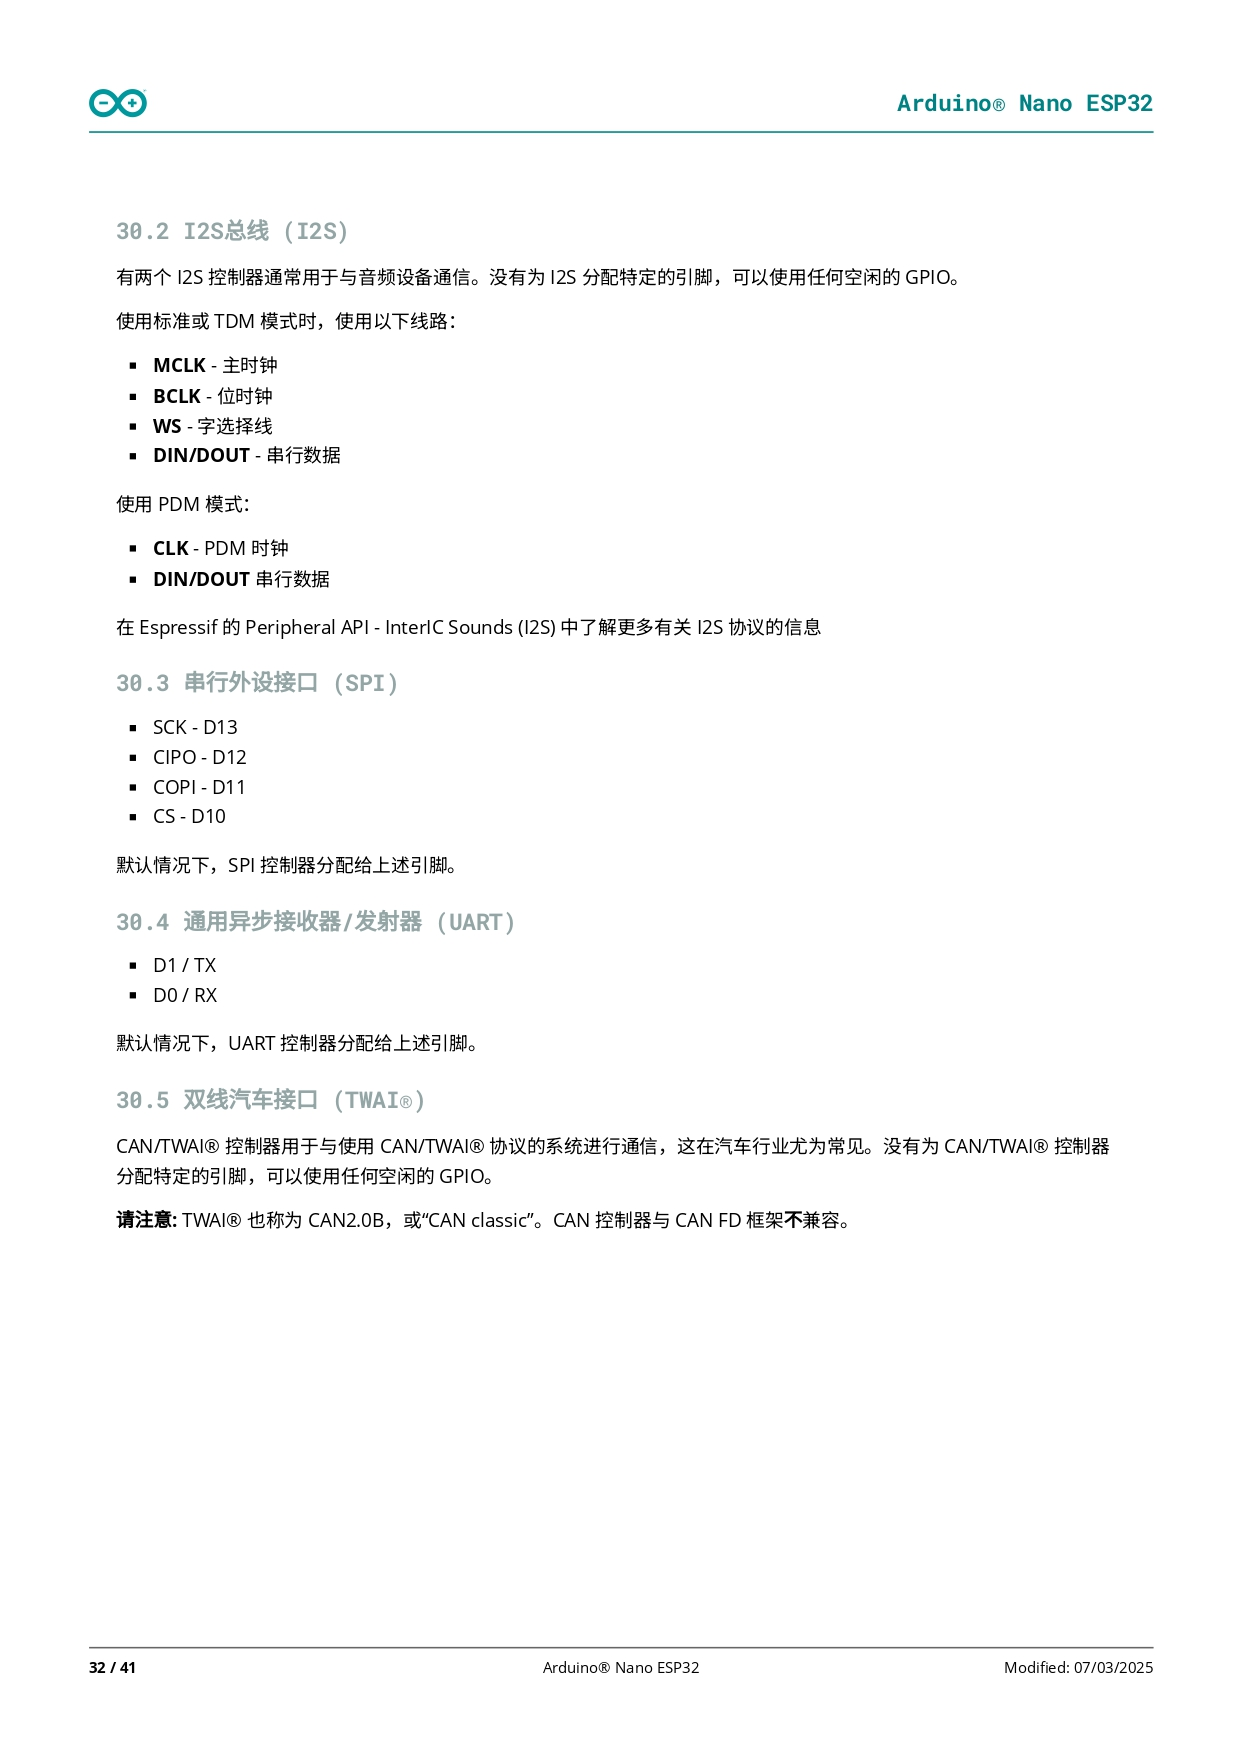 Arduino® Nano ESP32
30.2 I2S总线 (I2S)
有两个 I2S 控制器通常用于与音频设备通信。没有为 I2S 分配特定的引脚，可以使用任何空闲的 GPIO。
使用标准或 TDM 模式时，使用以下线路：
▪ MCLK - 主时钟
▪ BCLK - 位时钟
▪ WS - 字选择线
▪ DIN/DOUT - 串行数据
使用 PDM 模式：
▪ CLK - PDM 时钟
▪ DIN/DOUT 串行数据
在 Espressif 的 Peripheral API - InterIC Sounds (I2S) 中了解更多有关 I2S 协议的信息
30.3 串行外设接口 (SPI)
▪ SCK - D13
▪ CIPO - D12
▪ COPI - D11
▪ CS - D10
默认情况下，SPI 控制器分配给上述引脚。
30.4 通用异步接收器/发射器 (UART)
▪ D1 / TX
▪ D0 / RX
默认情况下，UART 控制器分配给上述引脚。
30.5 双线汽车接口 (TWAI®)
CAN/TWAI® 控制器用于与使用 CAN/TWAI® 协议的系统进行通信，这在汽车行业尤为常见。没有为 CAN/TWAI® 控制器
分配特定的引脚，可以使用任何空闲的 GPIO。
请注意: TWAI® 也称为 CAN2.0B，或“CAN classic”。CAN 控制器与 CAN FD 框架不兼容。
32 / 41 Arduino® Nano ESP32 Modified: 07/03/2025